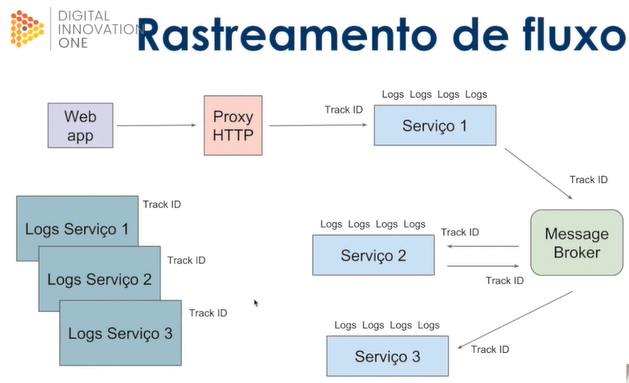 DIGITAL
INNOVATION
ONE
Rastreamento de fluxo
Web
app
Proxy
HTTP
Track ID
Logs Logs Logs Logs
Serviço 1
Track ID
Message
Broker
Logs Logs Logs Logs
Serviço 2
Track ID
Track ID
Logs Logs Logs Logs
Serviço 3
Track ID
Logs Serviço 1
Track ID
Logs Serviço 2
Track ID
Logs Serviço 3
Track ID